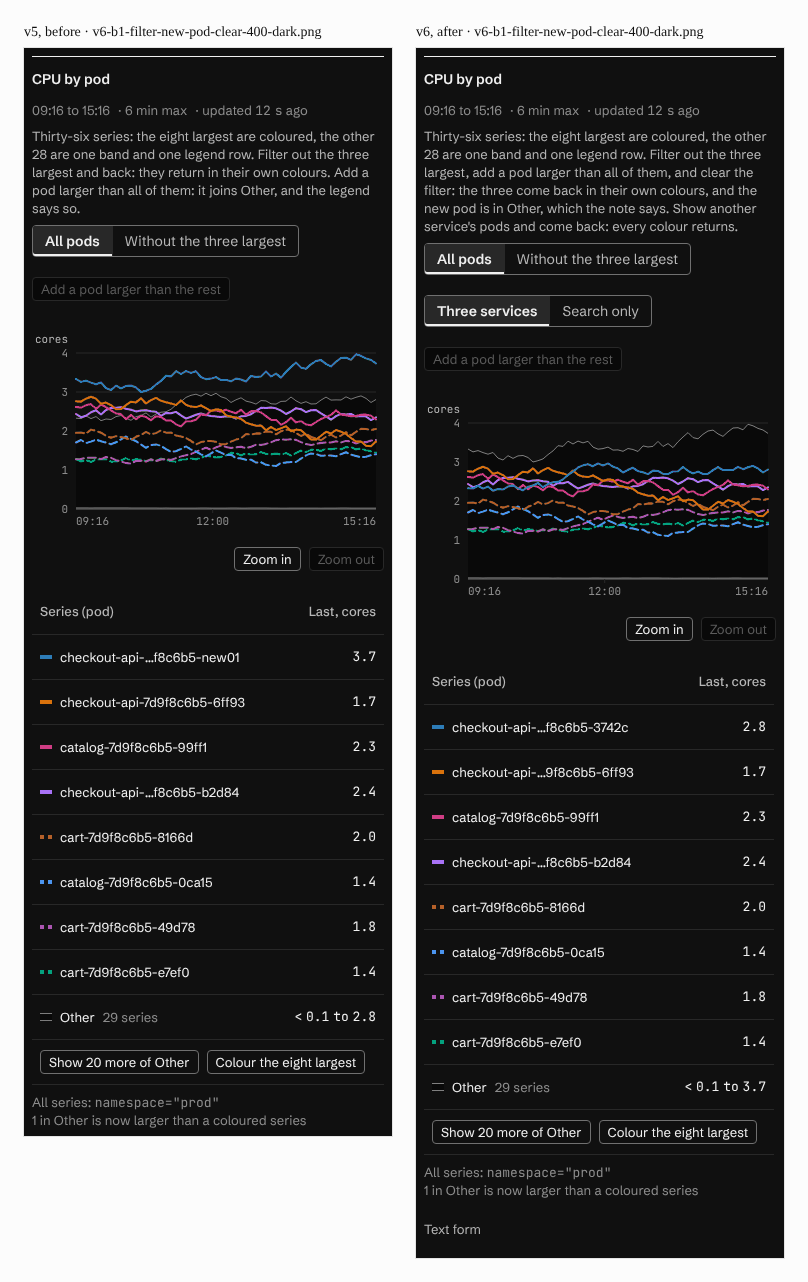 v5, before · v6-b1-filter-new-pod-clear-400-dark.png
CPU by pod
09:16 to 15:16 · 6 min max · updated 12 s ago
Thirty-six series: the eight largest are coloured, the other
28 are one band and one legend row. Filter out the three
largest and back: they return in their own colours. Add a
pod larger than all of them: it joins Other, and the legend
says so.
All pods
Without the three largest
Add a pod larger than the rest
cores
4
3
2
1
0
09:16
12:00
15:16
Zoom in
Zoom out
Series (pod)
Last, cores
checkout-api-…f8c6b5-new01
3.7
checkout-api-7d9f8c6b5-6ff93
1.7
catalog-7d9f8c6b5-99ff1
2.3
checkout-api-…f8c6b5-b2d84
2.4
cart-7d9f8c6b5-8166d
2.0
catalog-7d9f8c6b5-0ca15
1.4
cart-7d9f8c6b5-49d78
1.8
cart-7d9f8c6b5-e7ef0
1.4
Other 29 series
< 0.1 to 2.8
Show 20 more of Other
Colour the eight largest
All series: namespace="prod"
1 in Other is now larger than a coloured series
v6, after · v6-b1-filter-new-pod-clear-400-dark.png
CPU by pod
09:16 to 15:16 · 6 min max · updated 12 s ago
Thirty-six series: the eight largest are coloured, the other
28 are one band and one legend row. Filter out the three
largest, add a pod larger than all of them, and clear the
filter: the three come back in their own colours, and the
new pod is in Other, which the note says. Show another
service's pods and come back: every colour returns.
All pods
Without the three largest
Three services
Search only
Add a pod larger than the rest
cores
4
3
2
1
0
09:16
12:00
15:16
Zoom in
Zoom out
Series (pod)
Last, cores
checkout-api-…f8c6b5-3742c
2.8
checkout-api-…9f8c6b5-6ff93
1.7
catalog-7d9f8c6b5-99ff1
2.3
checkout-api-…f8c6b5-b2d84
2.4
cart-7d9f8c6b5-8166d
2.0
catalog-7d9f8c6b5-0ca15
1.4
cart-7d9f8c6b5-49d78
1.8
cart-7d9f8c6b5-e7ef0
1.4
Other 29 series
< 0.1 to 3.7
Show 20 more of Other
Colour the eight largest
All series: namespace="prod"
1 in Other is now larger than a coloured series
Text form